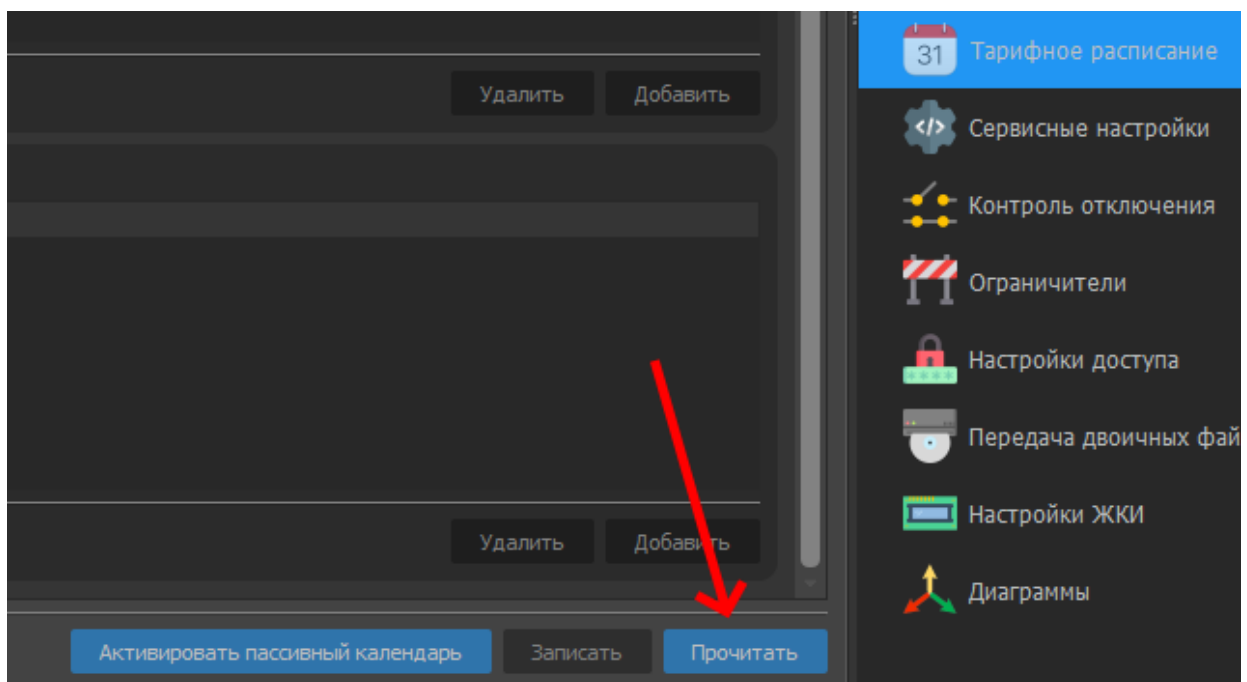 Удалить Добавить
Удалить Добавить
Активировать пассивный календарь Записать Прочитать
31 Тарифное расписание
</> Сервисные настройки
Контроль отключения
Ограничители
**** Настройки доступа
Передача двоичных фай
Настройки ЖКИ
Диаграммы